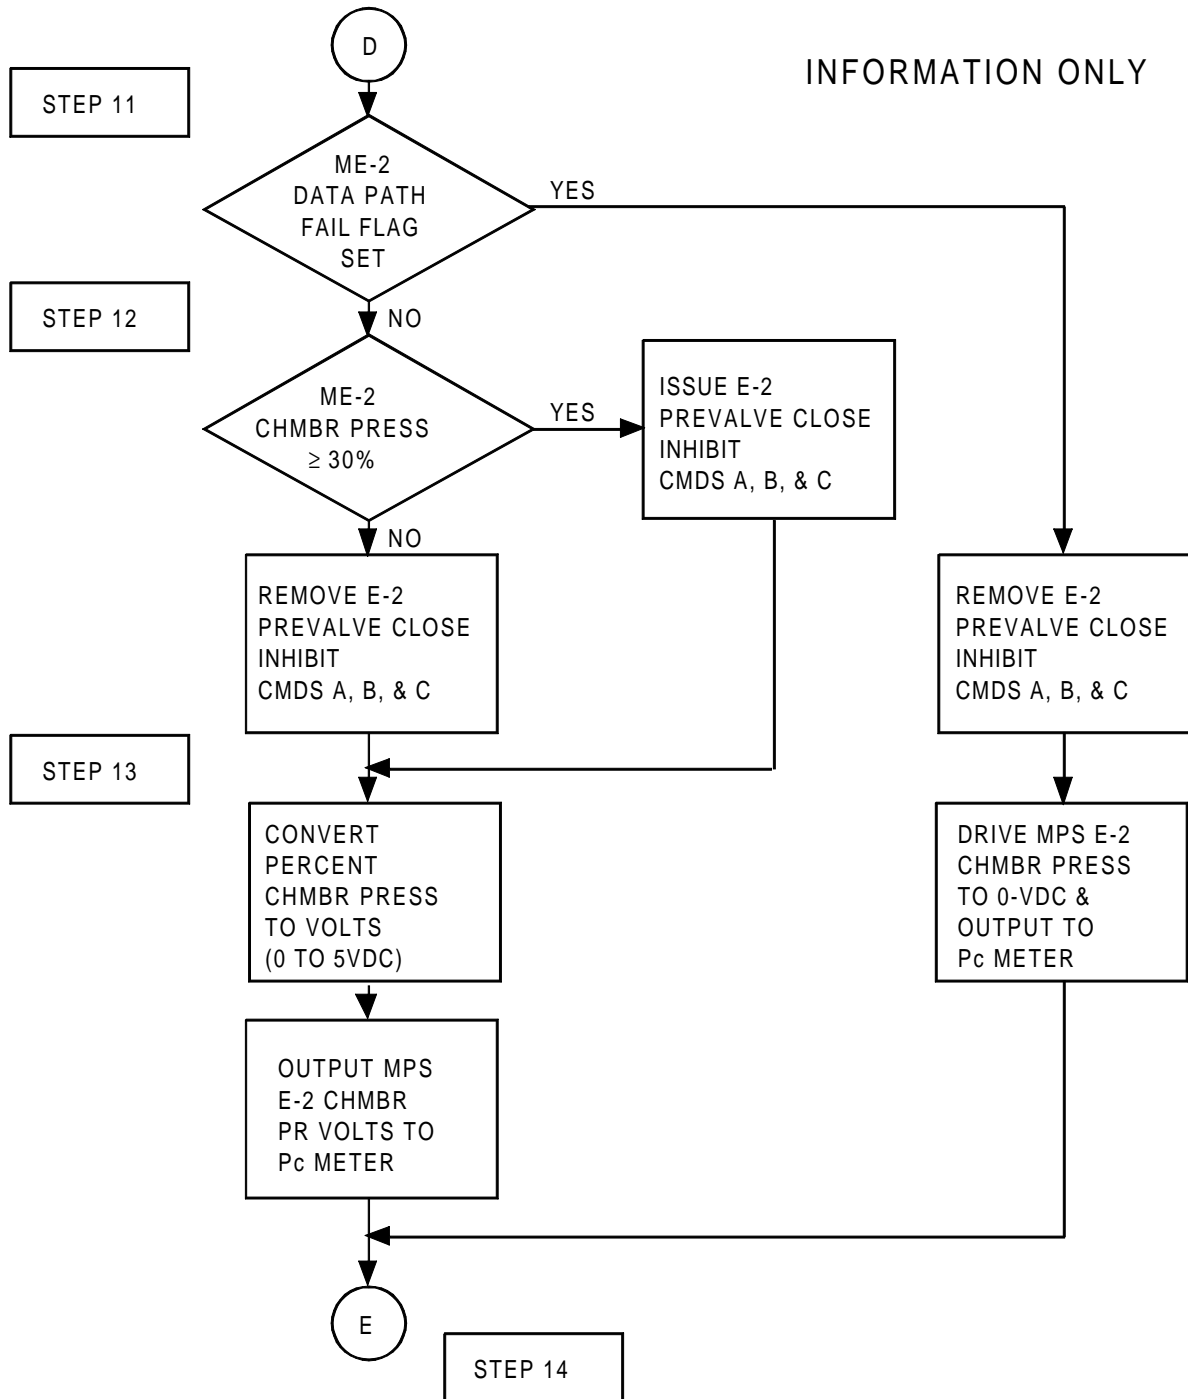 D
INFORMATION ONLY
STEP 11
ME-2
DATA PATH
FAIL FLAG
SET
YES
STEP 12
NO
ME-2
CHMBR PRESS
≥ 30%
YES
ISSUE E-2
PREVALVE CLOSE
INHIBIT
CMDS A, B, & C
NO
REMOVE E-2
PREVALVE CLOSE
INHIBIT
CMDS A, B, & C
REMOVE E-2
PREVALVE CLOSE
INHIBIT
CMDS A, B, & C
STEP 13
CONVERT
PERCENT
CHMBR PRESS
TO VOLTS
(0 TO 5VDC)
DRIVE MPS E-2
CHMBR PRESS
TO 0-VDC &
OUTPUT TO
Pc METER
OUTPUT MPS
E-2 CHMBR
PR VOLTS TO
Pc METER
E
STEP 14